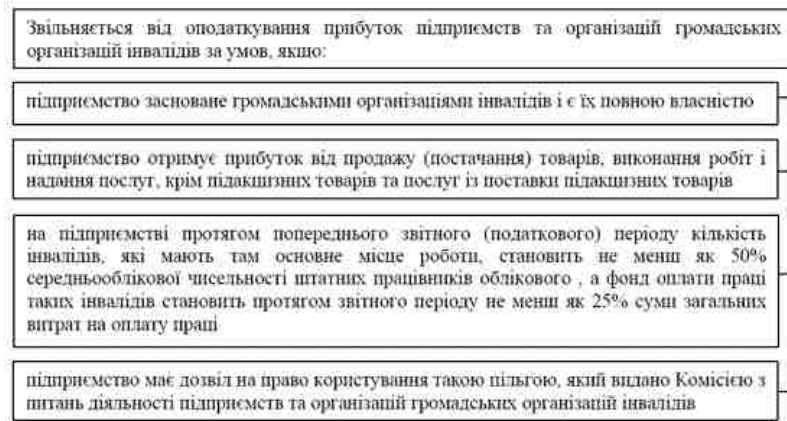 Звільняється від оподаткування прибуток підприємств та організацій громадських
організацій інвалідів за умов, якщо:
підприємство засноване громадськими організаціями інвалідів і є їх повною власністю
підприємство отримує прибуток від продажу (постачання) товарів, виконання робіт і
надання послуг, крім підакцизних товарів та послуг із поставки підакцизних товарів
на підприємстві протягом попереднього звітного (податкового) періоду кількість
інвалідів, які мають там основне місце роботи, становить не менш як 50%
середньооблікової чисельності штатних працівників облікового , а фонд оплати праці
таких інвалідів становить протягом звітного періоду не менш як 25% суми загальних
витрат на оплату праці
підприємство має дозвіл на право користування такою пільгою, який видано Комісією з
питань діяльності підприємств та організацій громадських організацій інвалідів